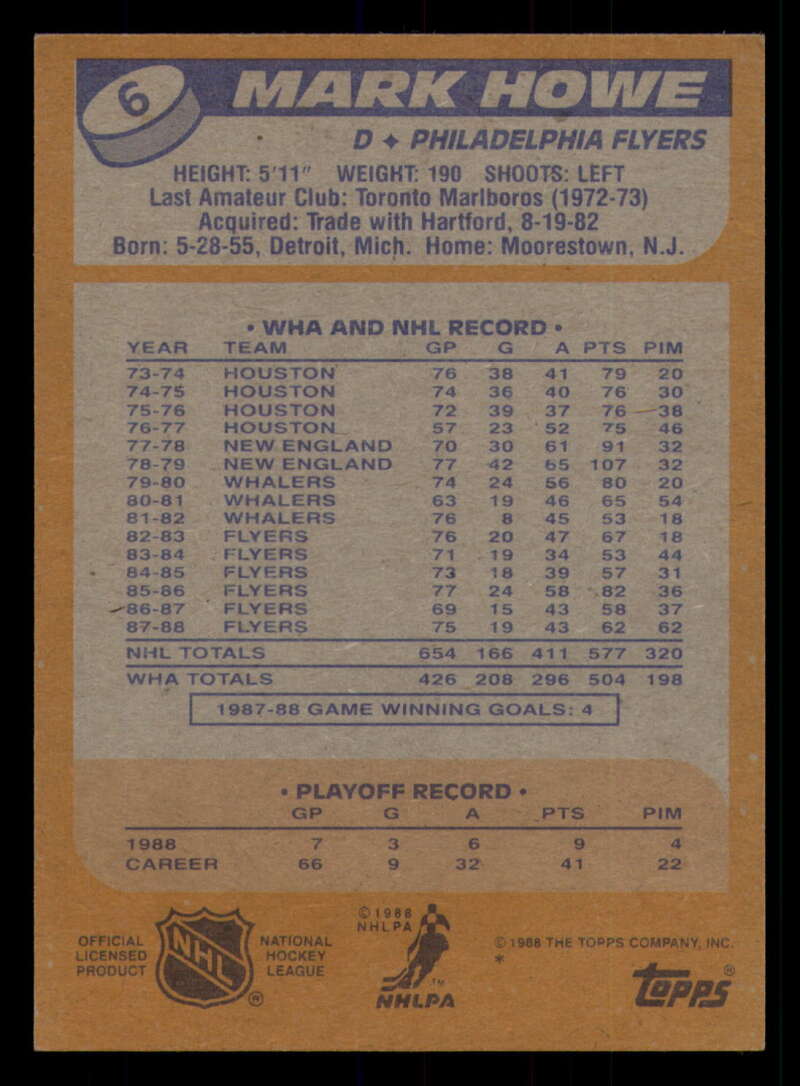 6
MARK HOWE
D ✦ PHILADELPHIA FLYERS
HEIGHT: 5'11" WEIGHT: 190 SHOOTS: LEFT
Last Amateur Club: Toronto Marlboros (1972-73)
Acquired: Trade with Hartford, 8-19-82
Born: 5-28-55, Detroit, Mich. Home: Moorestown, N.J.
• WHA AND NHL RECORD •
YEAR TEAM GP G A PTS PIM
73-74 HOUSTON 76 38 41 79 20
74-75 HOUSTON 74 36 40 76 30
75-76 HOUSTON 72 39 37 76 38
76-77 HOUSTON 57 23 52 75 46
77-78 NEW ENGLAND 70 30 61 91 32
78-79 NEW ENGLAND 77 42 65 107 32
79-80 WHALERS 74 24 56 80 20
80-81 WHALERS 63 19 46 65 54
81-82 WHALERS 76 8 45 53 18
82-83 FLYERS 76 20 47 67 18
83-84 FLYERS 71 19 34 53 44
84-85 FLYERS 73 18 39 57 31
85-86 FLYERS 77 24 58 82 36
86-87 FLYERS 69 15 43 58 37
87-88 FLYERS 75 19 43 62 62
NHL TOTALS 654 166 411 577 320
WHA TOTALS 426 208 296 504 198
1987-88 GAME WINNING GOALS: 4
• PLAYOFF RECORD •
GP G A PTS PIM
1988 7 3 6 9 4
CAREER 66 9 32 41 22
OFFICIAL
LICENSED
PRODUCT
NHL
®
NATIONAL
HOCKEY
LEAGUE
©1988
NHLPA
TM
NHLPA
© 1988 THE TOPPS COMPANY, INC.
*
TOPPS®